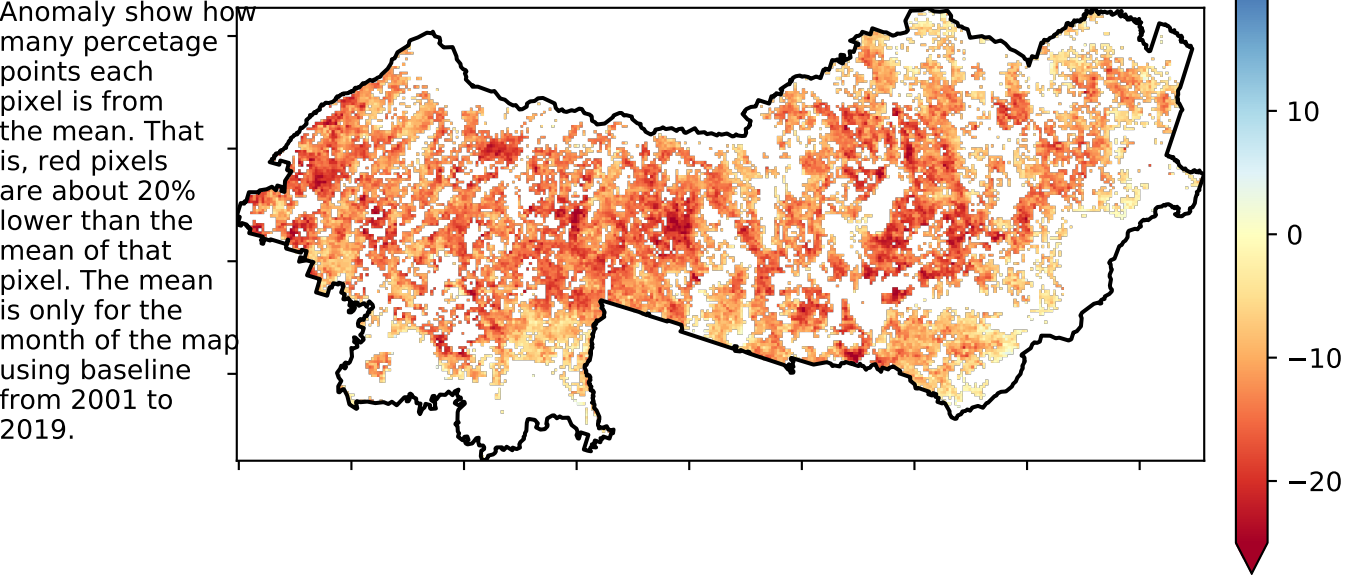 Anomaly show how
many percetage
points each
pixel is from
the mean. That
is, red pixels
are about 20%
lower than the
mean of that
pixel. The mean
is only for the
month of the map
using baseline
from 2001 to
2019.
10
0
−10
−20